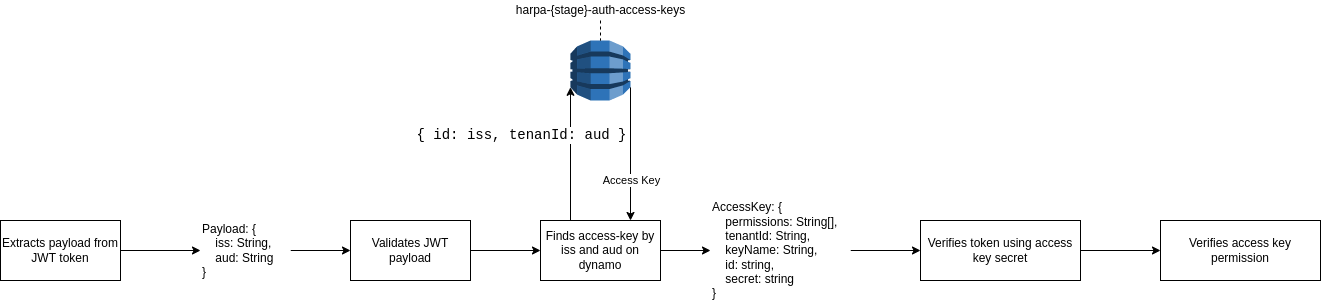 harpa-{stage}-auth-access-keys
{ id: iss, tenanId: aud }
Access Key
Extracts payload from
JWT token
Payload: {
iss: String,
aud: String
}
Validates JWT
payload
Finds access-key by
iss and aud on
dynamo
AccessKey: {
permissions: String[],
tenantId: String,
keyName: String,
id: string,
secret: string
}
Verifies token using access
key secret
Verifies access key
permission